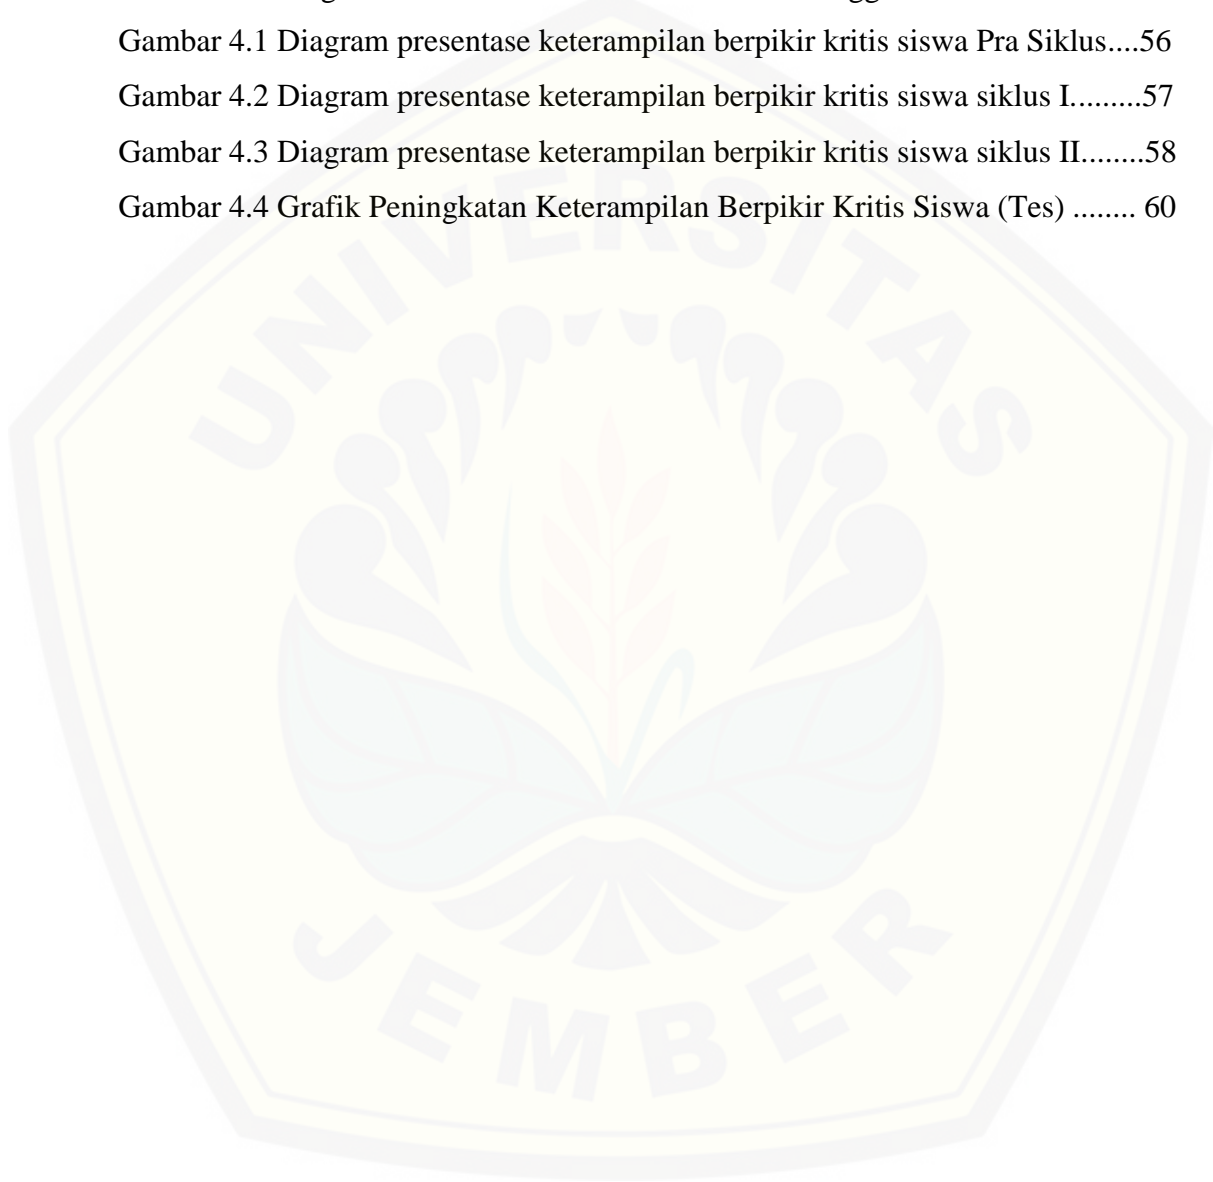 Gambar 4.1 Diagram presentase keterampilan berpikir kritis siswa Pra Siklus....56
Gambar 4.2 Diagram presentase keterampilan berpikir kritis siswa siklus I.........57
Gambar 4.3 Diagram presentase keterampilan berpikir kritis siswa siklus II........58
Gambar 4.4 Grafik Peningkatan Keterampilan Berpikir Kritis Siswa (Tes) ........ 60
UNIVERSITAS
JEMBER